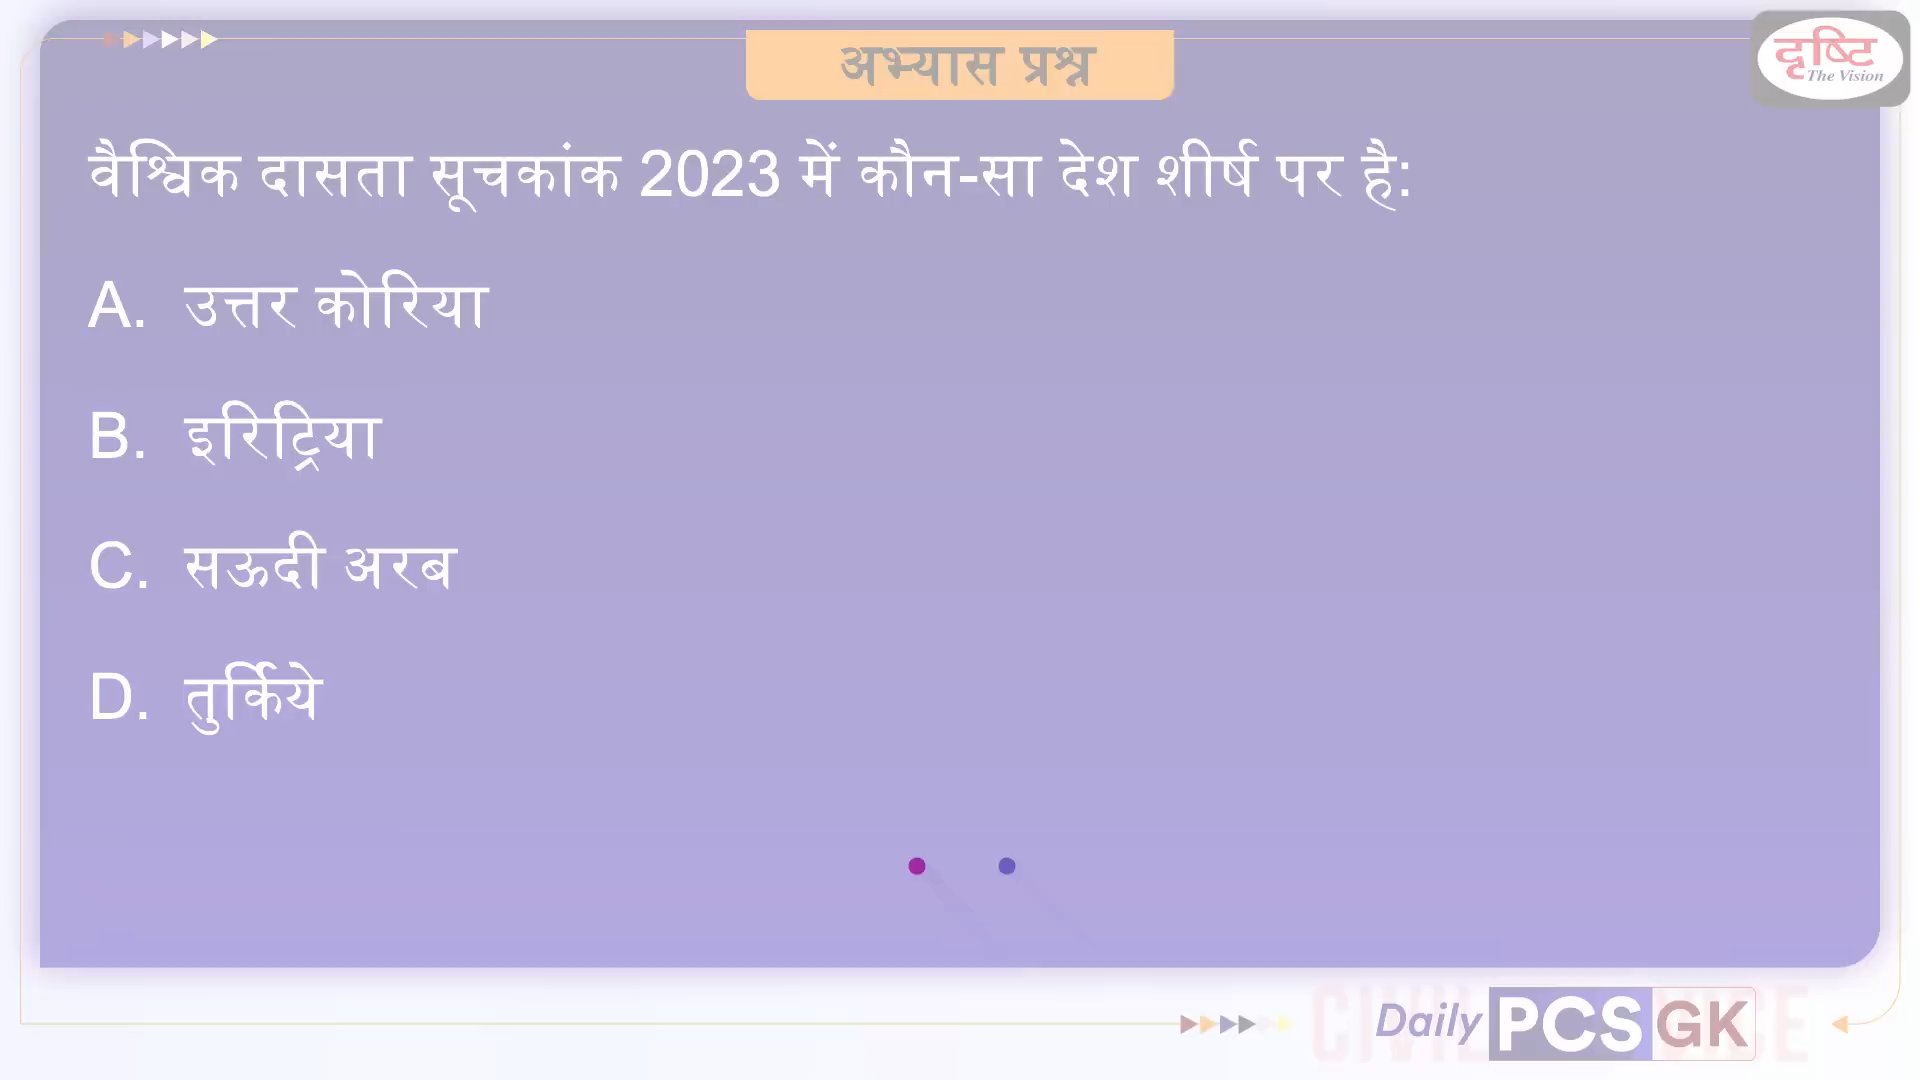 अभ्यास प्रश्न
दृष्टि
The Vision
वैश्विक दासता सूचकांक 2023 में कौन-सा देश शीर्ष पर है:
A. उत्तर कोरिया
B. इरिट्रिया
C. सऊदी अरब
D. तुर्किये
Daily PCS GK